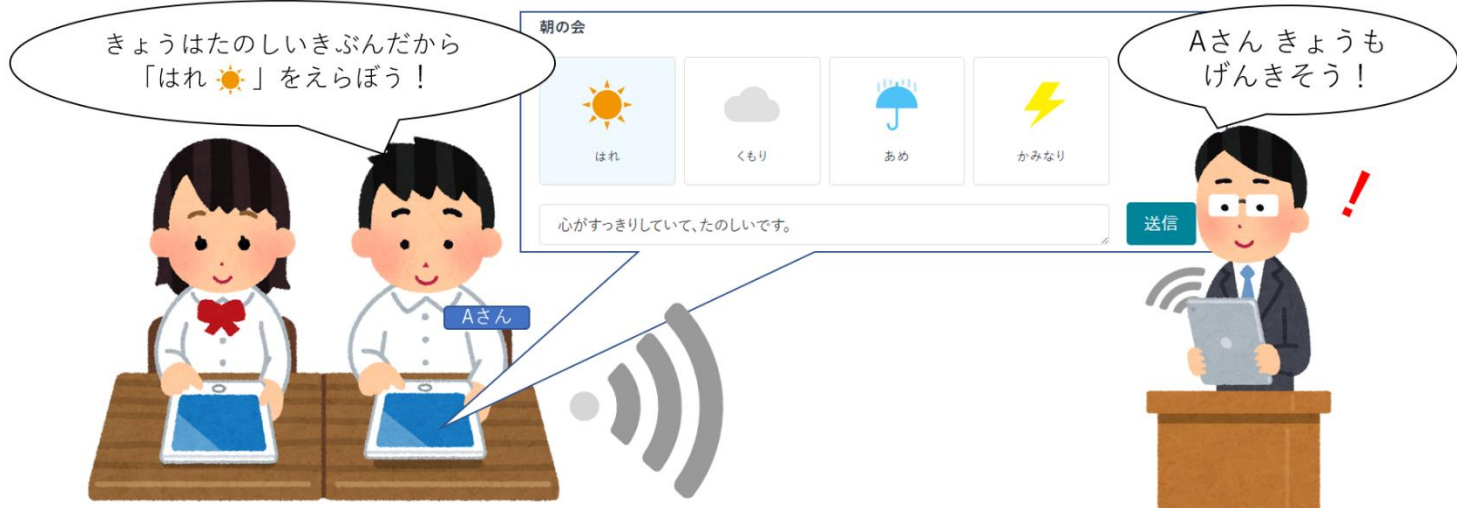 きょうはたのしいきぶんだから
「はれ☀」をえらぼう！
朝の会
はれ
くもり
あめ
かみなり
心がすっきりしていて、たのしいです。
送信
Aさん きょうも
げんきそう！
！
Aさん